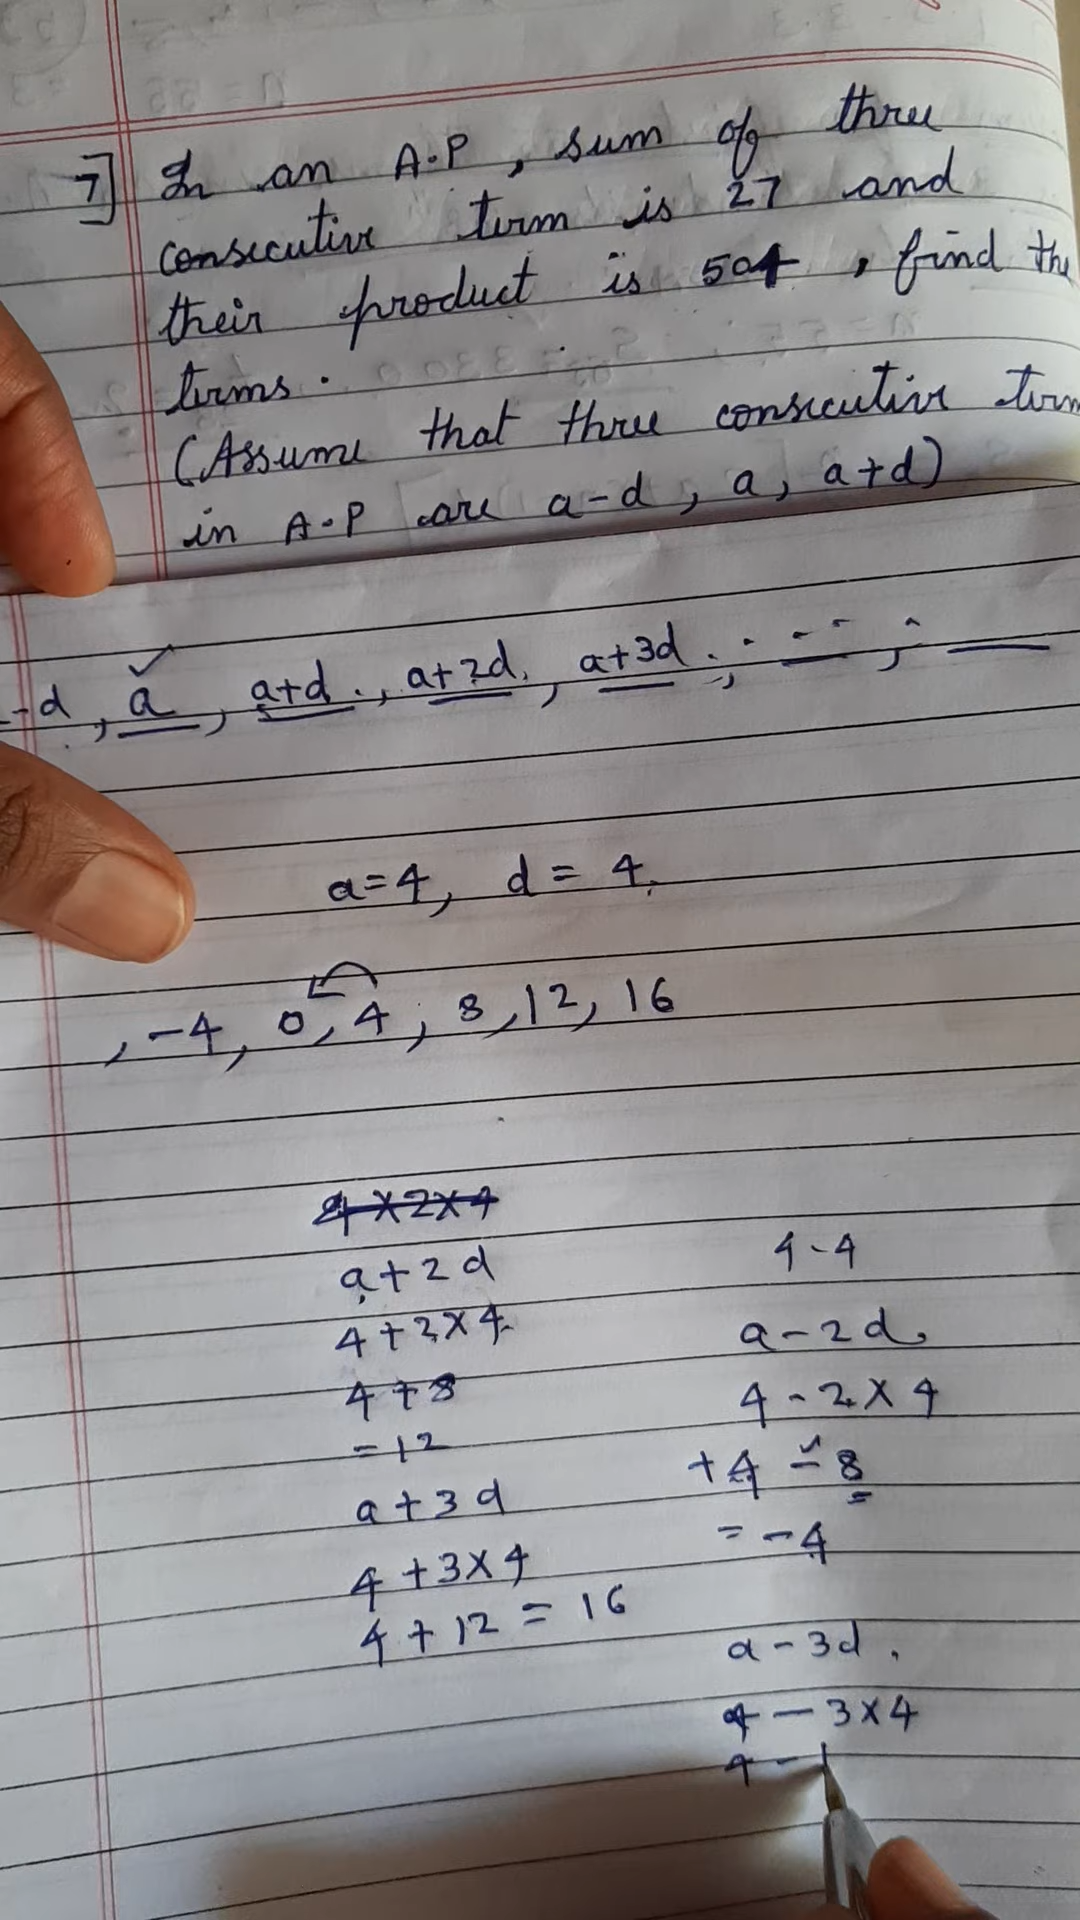 7] In an A.P, sum of three
consecutive term is 27 and
their product is 504, find the
terms.
(Assume that three consecutive term
in A.P are a-d, a, a+d)
-d, a, a+d., a+2d, a+3d
a=4, d = 4.
, -4, 0, 4, 8, 12, 16
a+2d
4+2×4
4+8
=12
a+3d
4+3×4
4+12 = 16
4-4
a-2d.
4-2×4
+4 -8
= -4
a-3d.
4-3×4
4-1